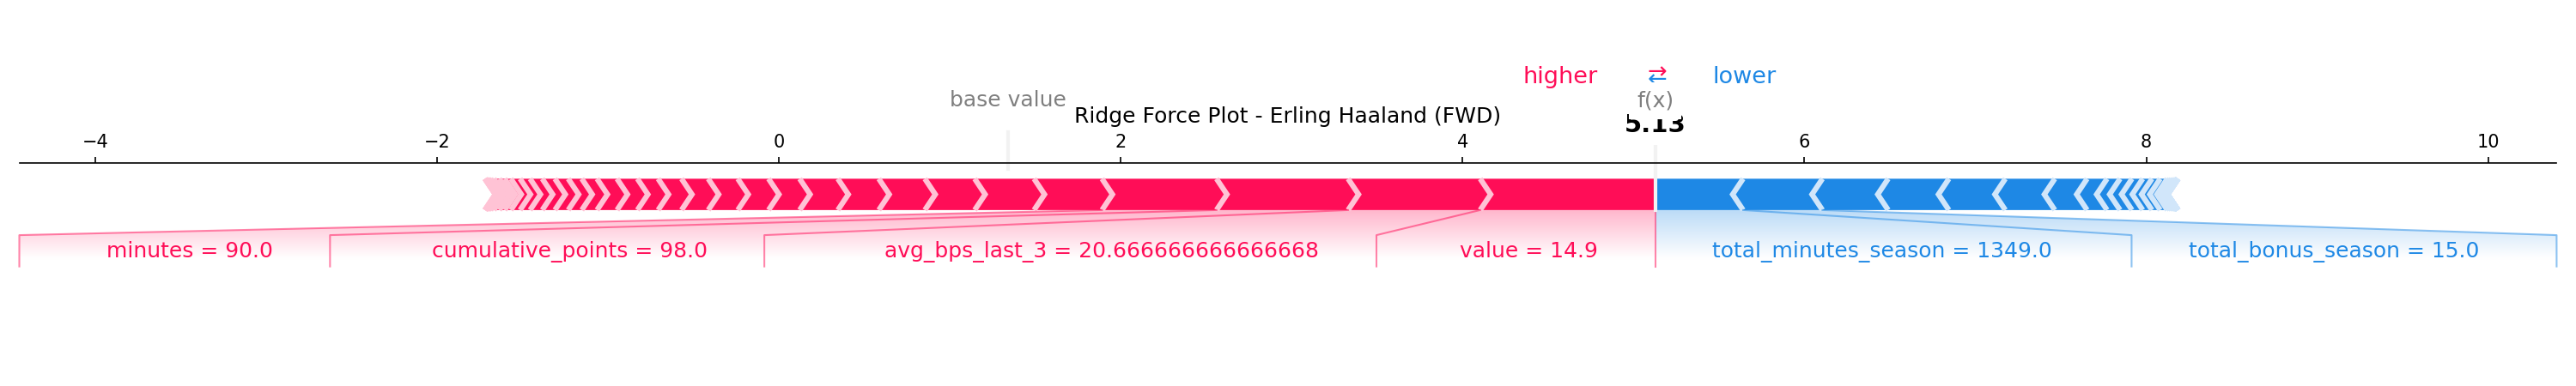 higher ⇄ lower
base value f(x)
Ridge Force Plot - Erling Haaland (FWD)
5.13
−4 −2 0 2 4 6 8 10
minutes = 90.0 cumulative_points = 98.0 avg_bps_last_3 = 20.666666666666668 value = 14.9 total_minutes_season = 1349.0 total_bonus_season = 15.0